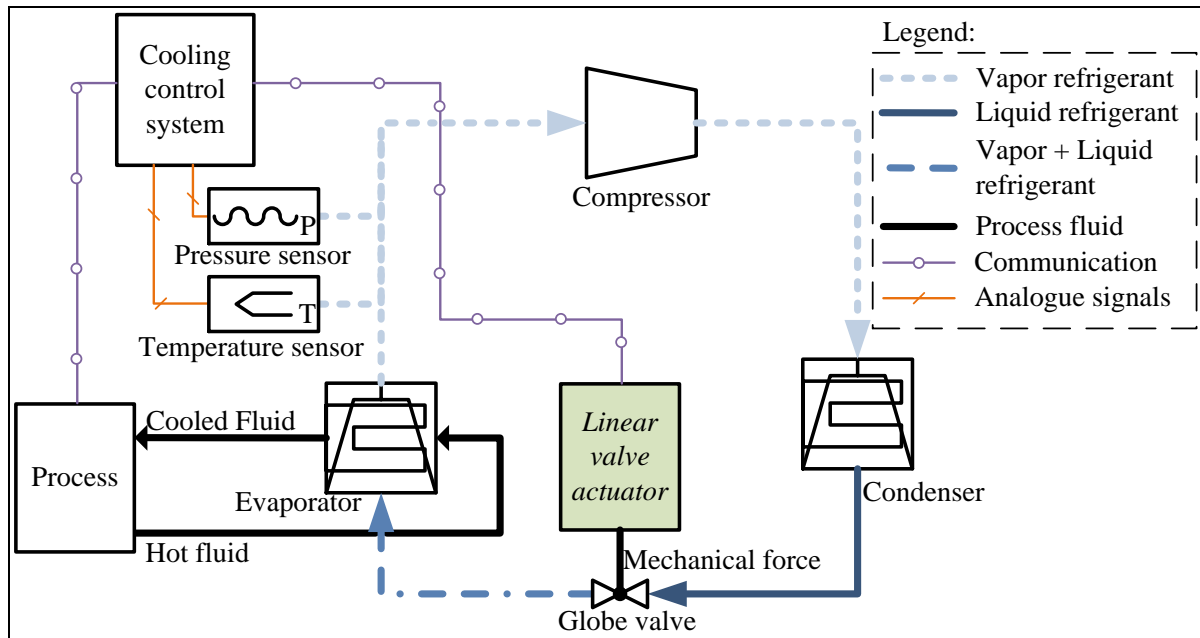 Cooling
control
system
Legend:
Vapor refrigerant
Liquid refrigerant
Vapor + Liquid
refrigerant
Process fluid
Communication
Analogue signals
Compressor
P
Pressure sensor
T
Temperature sensor
Process
Cooled Fluid
Evaporator
Hot fluid
Linear
valve
actuator
Condenser
Mechanical force
Globe valve